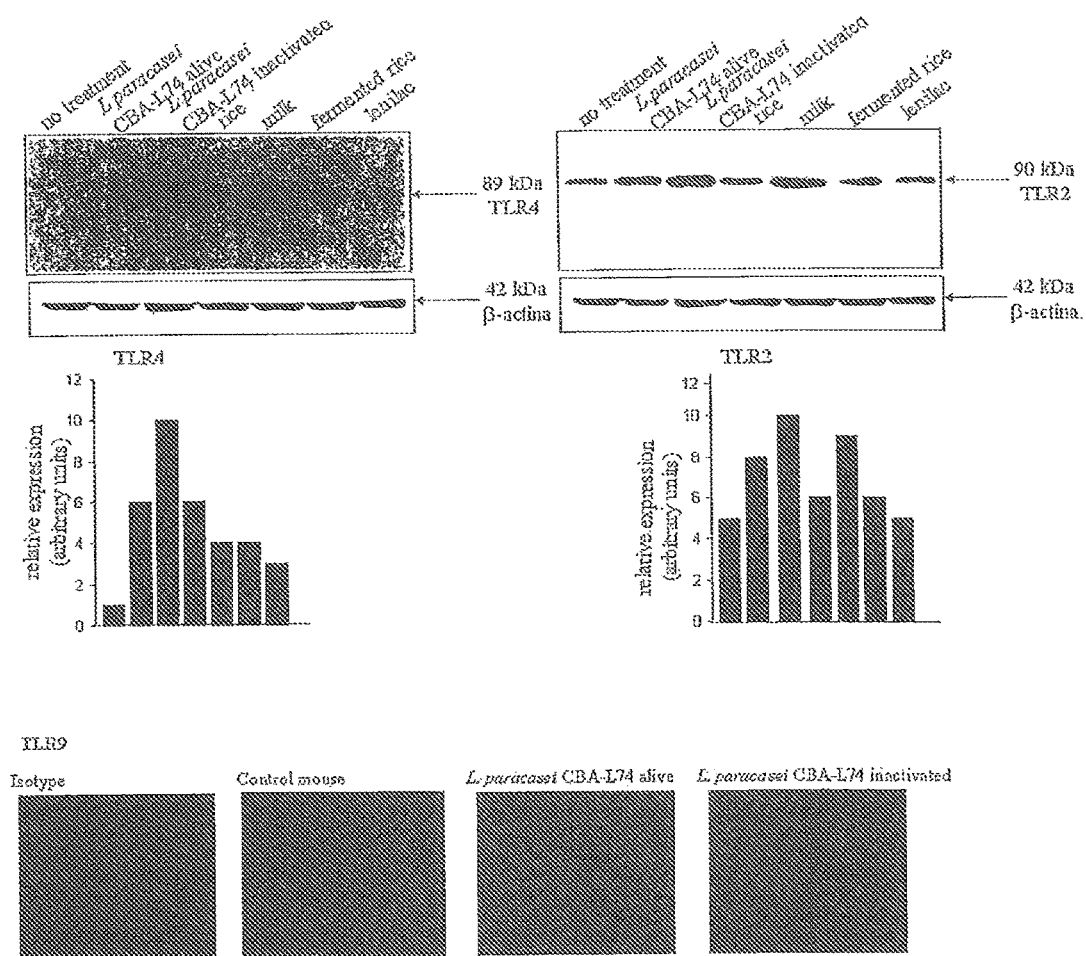 no treatment
L. paracasei
CBA-L74 alive
L. paracasei
CBA-L74 inactivated
rice
milk
fermented rice
lenilac
89 kDa
TLR4
42 kDa
β-actina
no treatment
L. paracasei
CBA-L74 alive
L. paracasei
CBA-L74 inactivated
rice
milk
fermented rice
lenilac
90 kDa
TLR2
42 kDa
β-actina.
TLR4
12
10
8
6
4
2
0
relative expression
(arbitrary units)
TLR2
12
10
8
6
4
2
0
relative expression
(arbitrary units)
TLR9
Isotype
Control mouse
L. paracasei CBA-L74 alive
L. paracasei CBA-L74 inactivated